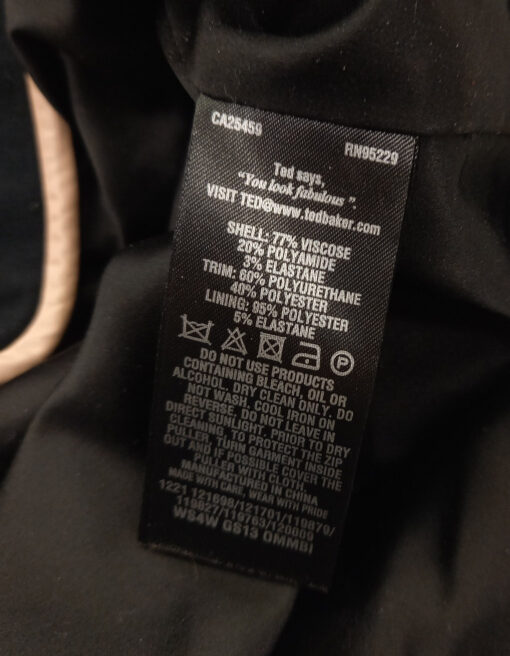 CA25459
RN95229
Ted says,
"You look fabulous".
VISIT TED@www.tedbaker.com
SHELL: 77% VISCOSE
20% POLYAMIDE
3% ELASTANE
TRIM: 60% POLYURETHANE
40% POLYESTER
LINING: 95% POLYESTER
5% ELASTANE
P
DO NOT USE PRODUCTS
CONTAINING BLEACH, OIL OR
ALCOHOL. DRY CLEAN ONLY. DO
NOT WASH. COOL IRON ON
REVERSE. DO NOT LEAVE IN
DIRECT SUNLIGHT. PRIOR TO DRY
CLEANING, TO PROTECT THE ZIP
PULLER, TURN GARMENT INSIDE
OUT AND IF POSSIBLE COVER THE
PULLER WITH CLOTH.
MANUFACTURED IN CHINA
MADE WITH CARE, WEAR WITH PRIDE
WS4W GS13 OMMBI